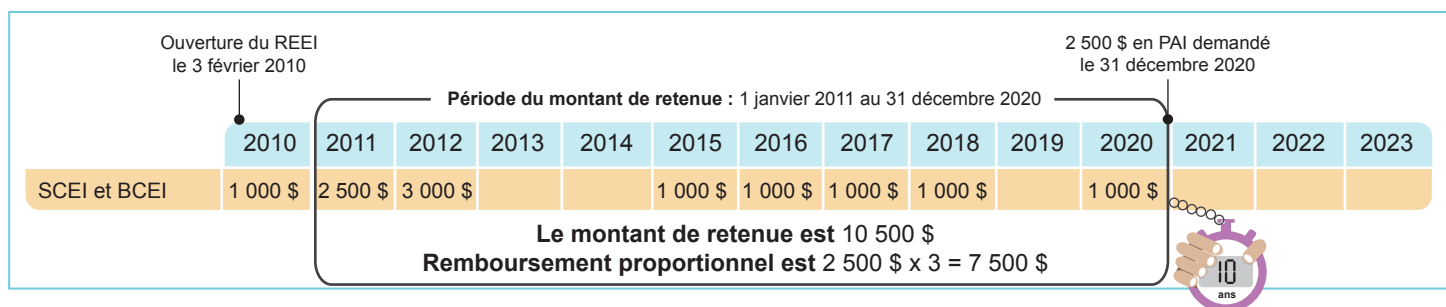 Ouverture du REEI
le 3 février 2010
2 500 $ en PAI demandé
le 31 décembre 2020
Période du montant de retenue : 1 janvier 2011 au 31 décembre 2020
2010 2011 2012 2013 2014 2015 2016 2017 2018 2019 2020 2021 2022 2023
SCEI et BCEI 1 000 $ 2 500 $ 3 000 $ 1 000 $ 1 000 $ 1 000 $ 1 000 $ 1 000 $
Le montant de retenue est 10 500 $
Remboursement proportionnel est 2 500 $ x 3 = 7 500 $
10
ans